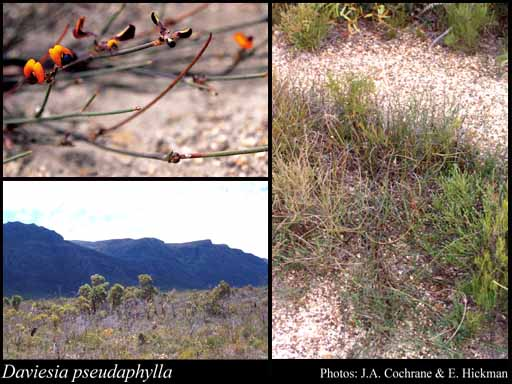 Daviesia pseudaphylla
Photos: J.A. Cochrane & E. Hickman